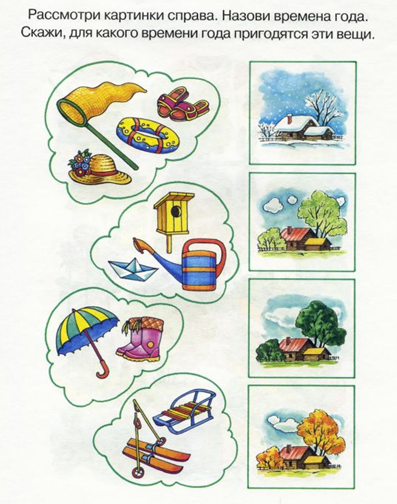 Рассмотри картинки справа. Назови времена года.
Скажи, для какого времени года пригодятся эти вещи.